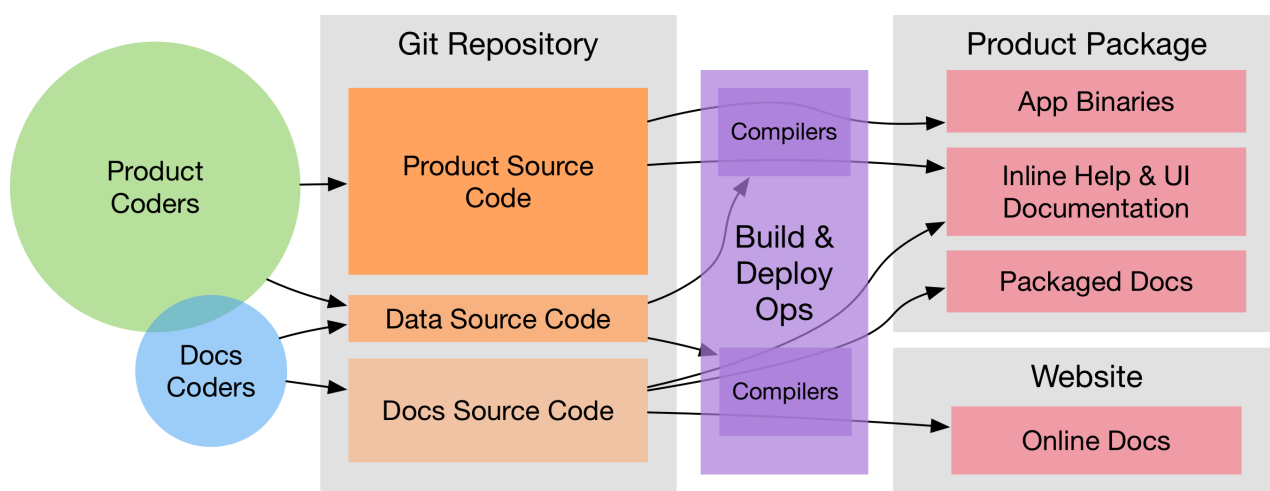 Product
Coders
Docs
Coders
Git Repository
Product Source
Code
Data Source Code
Docs Source Code
Compilers
Build &
Deploy
Ops
Compilers
Product Package
App Binaries
Inline Help & UI
Documentation
Packaged Docs
Website
Online Docs